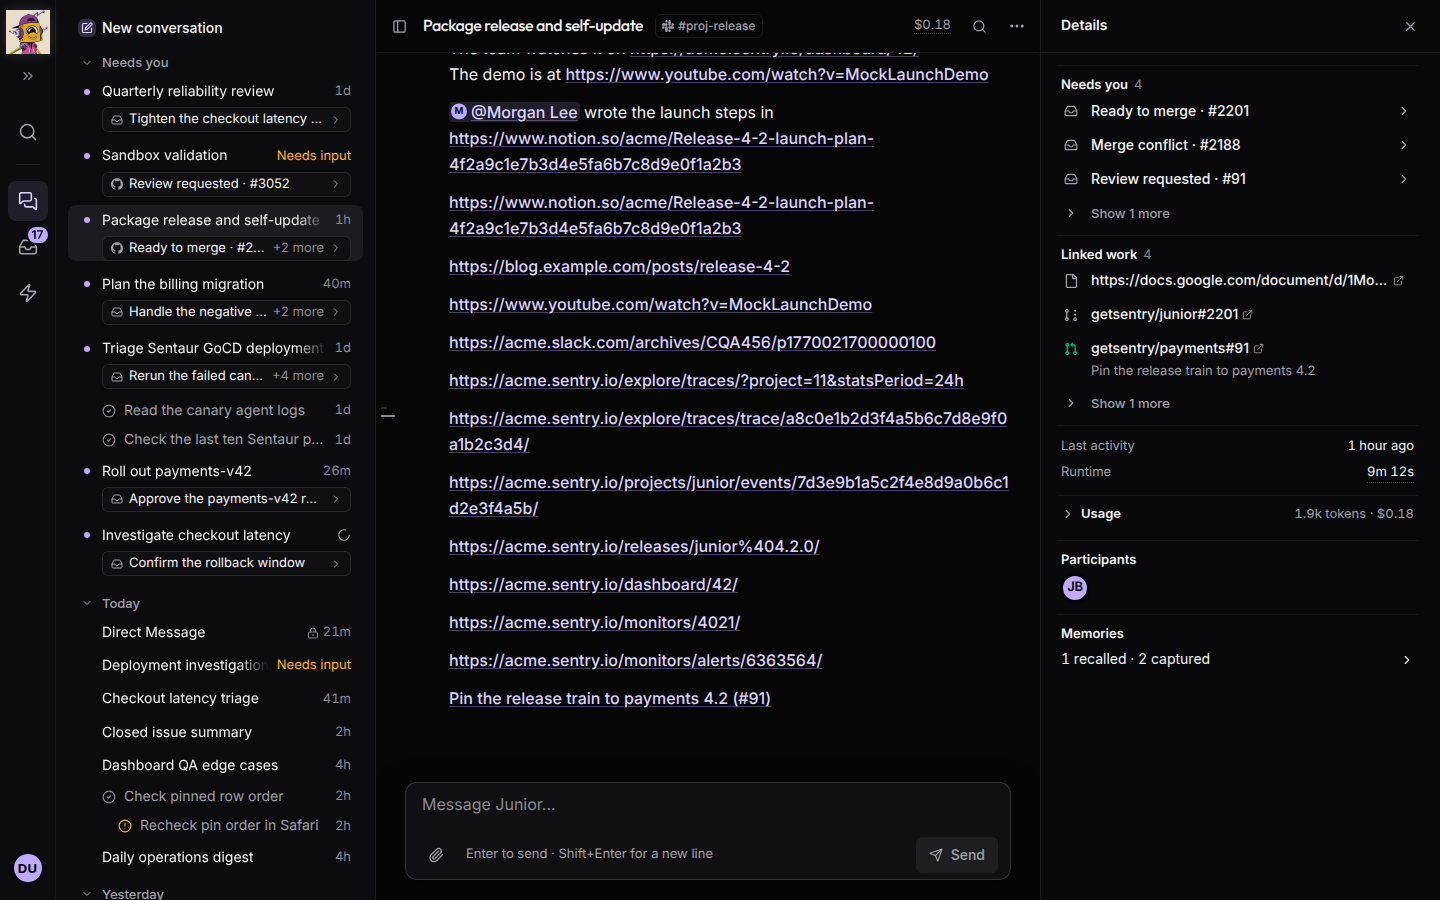 New conversation
Needs you
Quarterly reliability review 1d
Tighten the checkout latency ...
Sandbox validation Needs input
Review requested · #3052
Package release and self-update 1h
Ready to merge · #2... +2 more
Plan the billing migration 40m
Handle the negative ... +2 more
Triage Sentaur GoCD deployment 1d
Rerun the failed can... +4 more
Read the canary agent logs 1d
Check the last ten Sentaur p... 1d
Roll out payments-v42 26m
Approve the payments-v42 r...
Investigate checkout latency
Confirm the rollback window
Today
Direct Message 21m
Deployment investigation Needs input
Checkout latency triage 41m
Closed issue summary 2h
Dashboard QA edge cases 4h
Check pinned row order 2h
Recheck pin order in Safari 2h
Daily operations digest 4h
Yesterday
17
DU
Package release and self-update #proj-release $0.18
The demo is at https://www.youtube.com/watch?v=MockLaunchDemo
M @Morgan Lee wrote the launch steps in
https://www.notion.so/acme/Release-4-2-launch-plan-
4f2a9c1e7b3d4e5fa6b7c8d9e0f1a2b3
https://www.notion.so/acme/Release-4-2-launch-plan-
4f2a9c1e7b3d4e5fa6b7c8d9e0f1a2b3
https://blog.example.com/posts/release-4-2
https://www.youtube.com/watch?v=MockLaunchDemo
https://acme.slack.com/archives/CQA456/p1770021700000100
https://acme.sentry.io/explore/traces/?project=11&statsPeriod=24h
https://acme.sentry.io/explore/traces/trace/a8c0e1b2d3f4a5b6c7d8e9f0
a1b2c3d4/
https://acme.sentry.io/projects/junior/events/7d3e9b1a5c2f4e8d9a0b6c1
d2e3f4a5b/
https://acme.sentry.io/releases/junior%404.2.0/
https://acme.sentry.io/dashboard/42/
https://acme.sentry.io/monitors/4021/
https://acme.sentry.io/monitors/alerts/6363564/
Pin the release train to payments 4.2 (#91)
Message Junior...
Enter to send · Shift+Enter for a new line
Send
Details
Needs you 4
Ready to merge · #2201
Merge conflict · #2188
Review requested · #91
Show 1 more
Linked work 4
https://docs.google.com/document/d/1Mo...
getsentry/junior#2201
getsentry/payments#91
Pin the release train to payments 4.2
Show 1 more
Last activity 1 hour ago
Runtime 9m 12s
Usage 1.9k tokens · $0.18
Participants
JB
Memories
1 recalled · 2 captured